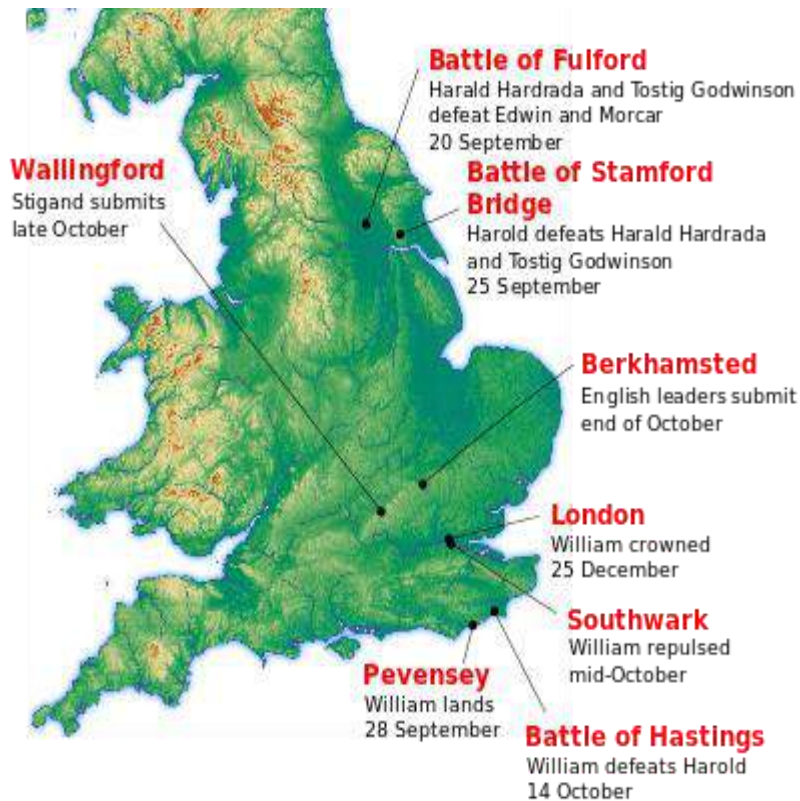 Battle of Fulford
Harald Hardrada and Tostig Godwinson
defeat Edwin and Morcar
20 September
Wallingford
Stigand submits
late October
Battle of Stamford
Bridge
Harold defeats Harald Hardrada
and Tostig Godwinson
25 September
Berkhamsted
English leaders submit
end of October
London
William crowned
25 December
Southwark
William repulsed
mid-October
Pevensey
William lands
28 September
Battle of Hastings
William defeats Harold
14 October